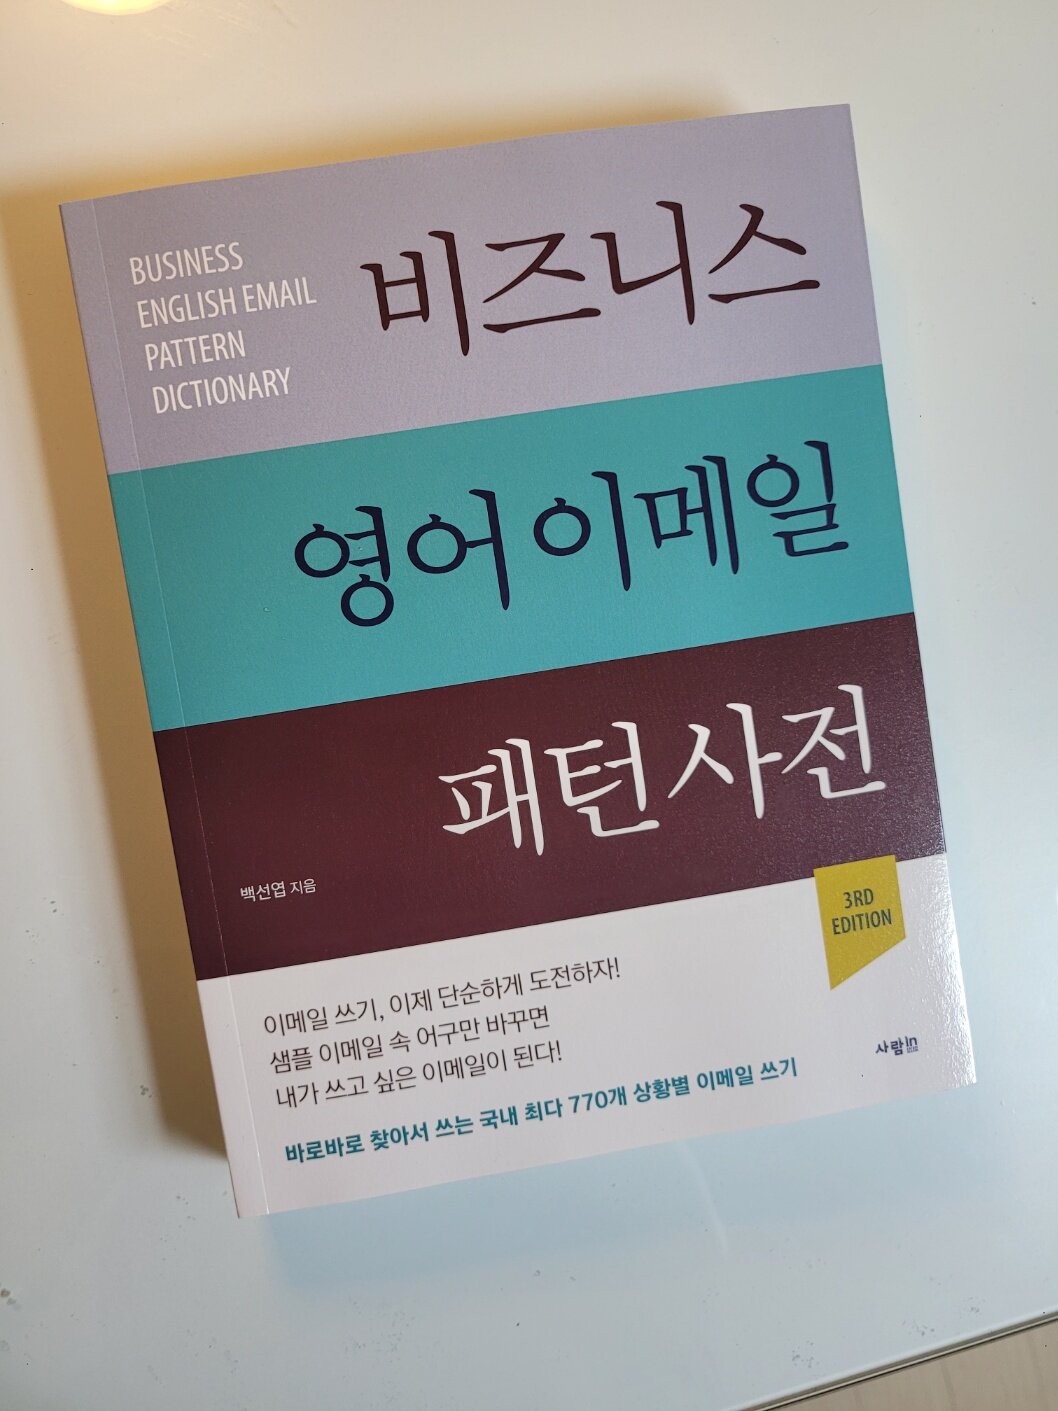 BUSINESS
ENGLISH EMAIL
PATTERN
DICTIONARY
비즈니스
영어 이메일
패턴 사전
백선엽 지음
3RD
EDITION
이메일 쓰기, 이제 단순하게 도전하자!
샘플 이메일 속 어구만 바꾸면
내가 쓰고 싶은 이메일이 된다!
바로바로 찾아서 쓰는 국내 최다 770개 상황별 이메일 쓰기
사람in